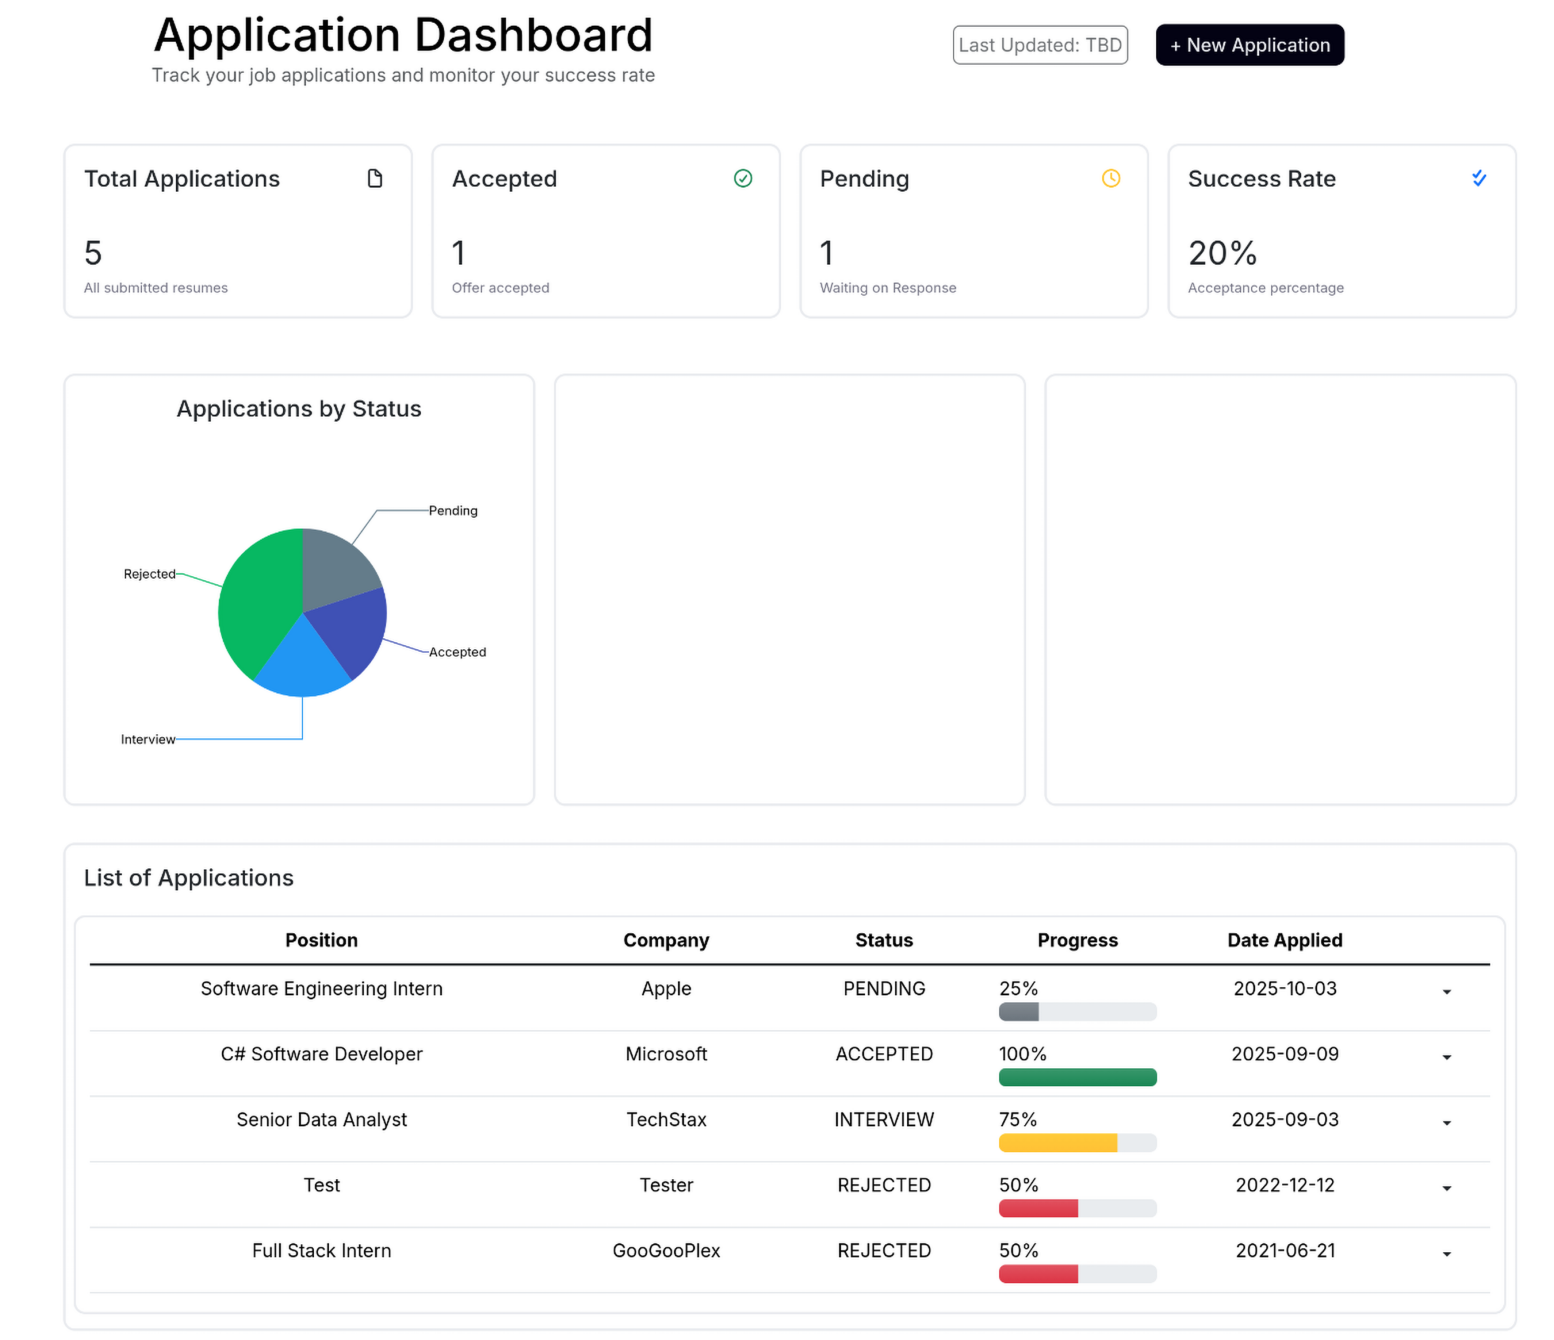 Application Dashboard
Track your job applications and monitor your success rate
Last Updated: TBD
+ New Application
Total Applications
5
All submitted resumes
Accepted
1
Offer accepted
Pending
1
Waiting on Response
Success Rate
20%
Acceptance percentage
Applications by Status
Pending
Rejected
Accepted
Interview
List of Applications
Position Company Status Progress Date Applied
Software Engineering Intern Apple PENDING 25% 2025-10-03
C# Software Developer Microsoft ACCEPTED 100% 2025-09-09
Senior Data Analyst TechStax INTERVIEW 75% 2025-09-03
Test Tester REJECTED 50% 2022-12-12
Full Stack Intern GooGooPlex REJECTED 50% 2021-06-21